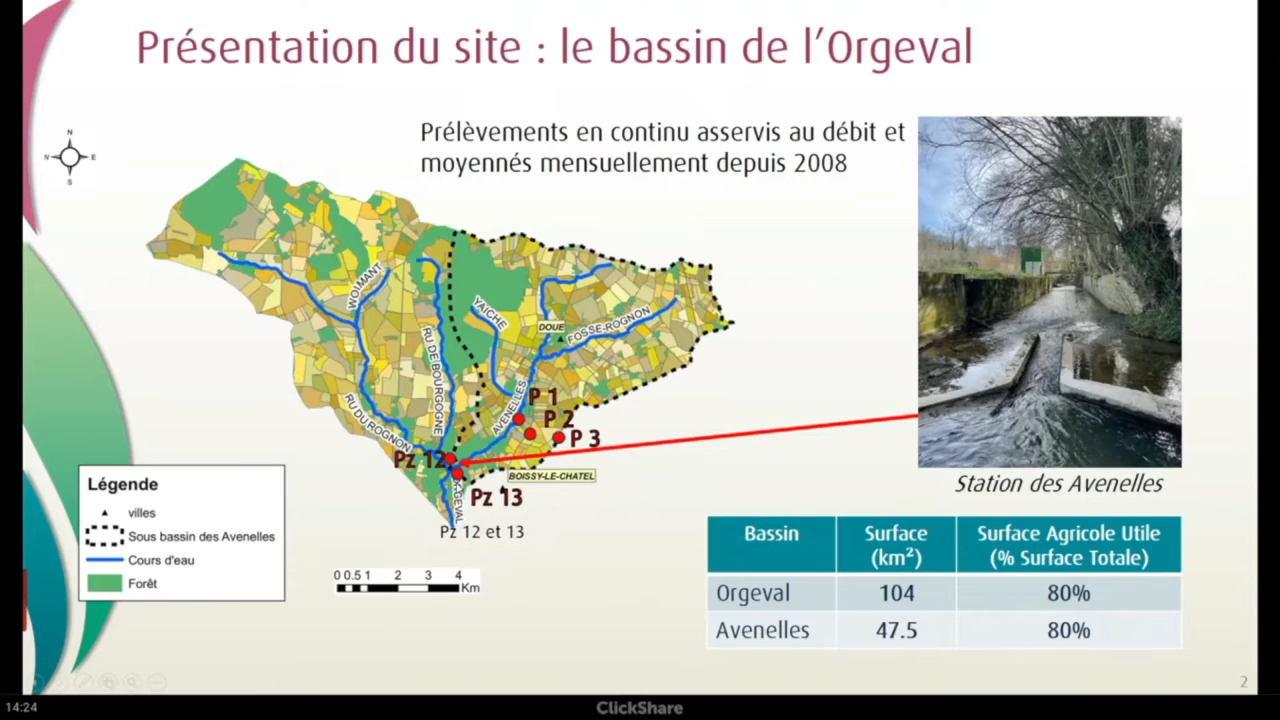 Présentation du site : le bassin de l'Orgeval
Prélèvements en continu asservis au débit et
moyennés mensuellement depuis 2008
N
N
E
S
WOIMANT
RU DE BOURGOGNE
YAICHE
DOUE
FOSSE-ROGNON
AVENELLES
RU DU ROGNON
P 1
P 2
P 3
Pz 12
BOISSY-LE-CHATEL
Pz 13
Pz 12 et 13
Légende
villes
Sous bassin des Avenelles
Cours d'eau
Forêt
0 0.5 1 2 3 4
Km
Station des Avenelles
Bassin Surface (km²) Surface Agricole Utile (% Surface Totale)
Orgeval 104 80%
Avenelles 47.5 80%
2
14:24
ClickShare